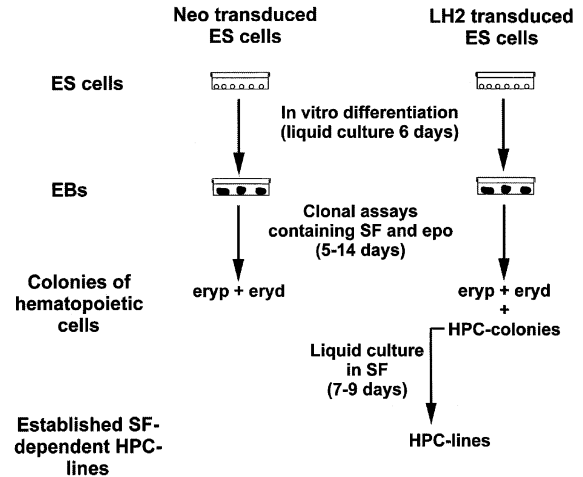 Neo transduced
ES cells
LH2 transduced
ES cells
ES cells
In vitro differentiation
(liquid culture 6 days)
EBs
Clonal assays
containing SF and epo
(5-14 days)
Colonies of
hematopoietic
cells
eryp + eryd
eryp + eryd
+
HPC-colonies
Liquid culture
in SF
(7-9 days)
Established SF-
dependent HPC-
lines
HPC-lines